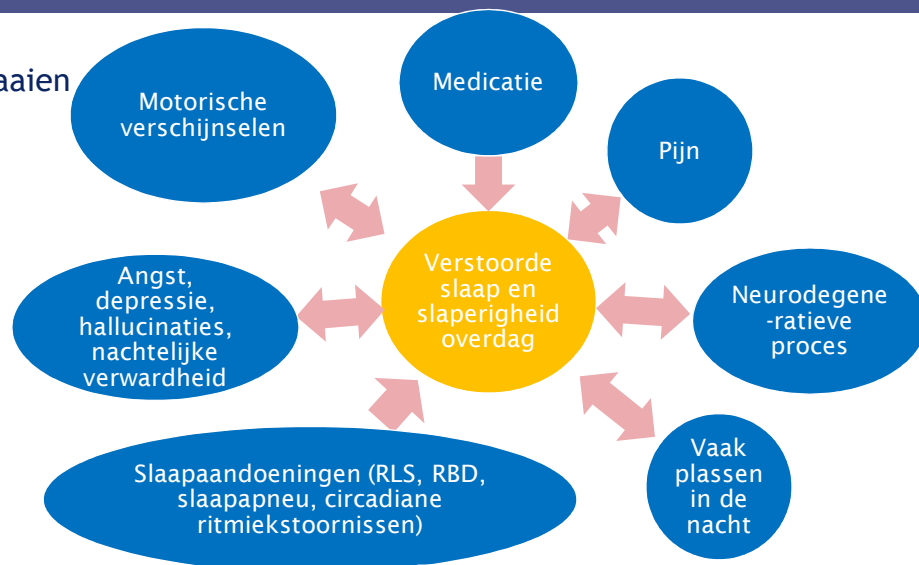 aaien
Motorische
verschijnselen
Medicatie
Pijn
Verstoorde
slaap en
slaperigheid
overdag
Angst,
depressie,
hallucinaties,
nachtelijke
verwardheid
Neurodegene
-ratieve
proces
Slaapaandoeningen (RLS, RBD,
slaapapneu, circadiane
ritmiekstoornissen)
Vaak
plassen
in de
nacht